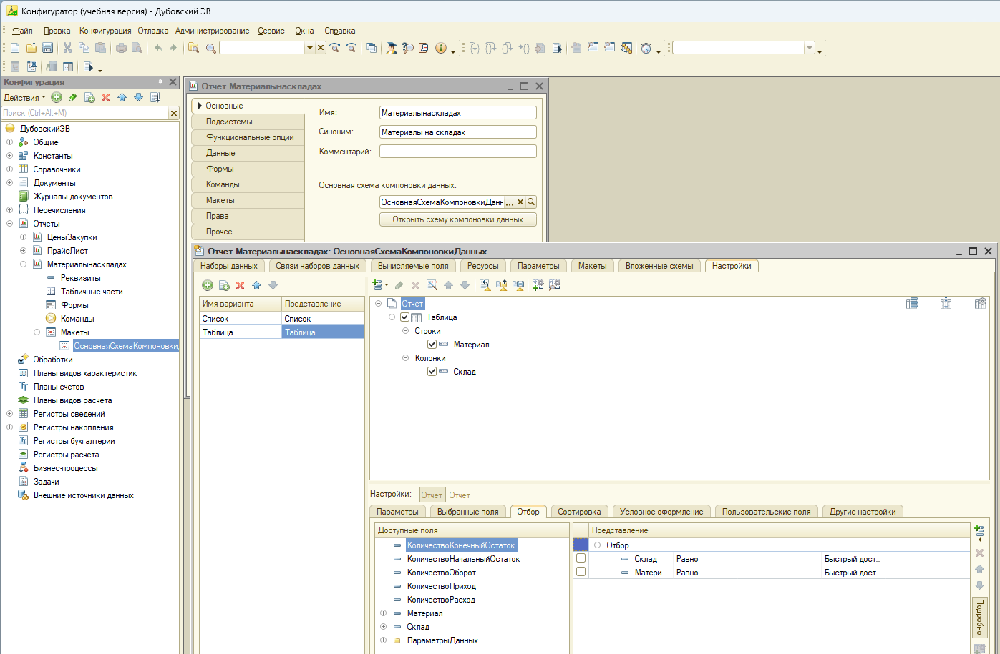 Конфигуратор (учебная версия) - Дубовский ЭВ
Файл Правка Конфигурация Отладка Администрирование Сервис Окна Справка
Конфигурация
Действия
Поиск (Ctrl+Alt+M)
ДубовскийЭВ
Общие
Константы
Справочники
Документы
Журналы документов
Перечисления
Отчеты
ЦеныЗакупки
ПрайсЛист
Материалынаскладах
Реквизиты
Табличные части
Формы
Команды
Макеты
ОсновнаяСхемаКомпоновки
Обработки
Планы видов характеристик
Планы счетов
Планы видов расчета
Регистры сведений
Регистры накопления
Регистры бухгалтерии
Регистры расчета
Бизнес-процессы
Задачи
Внешние источники данных
Отчет Материалынаскладах
Основные
Подсистемы
Функциональные опции
Данные
Формы
Команды
Макеты
Права
Прочее
Имя: Материалынаскладах
Синоним: Материалы на складах
Комментарий:
Основная схема компоновки данных:
ОсновнаяСхемаКомпоновкиДанн ...
Открыть схему компоновки данных
Отчет Материалынаскладах: ОсновнаяСхемаКомпоновкиДанных
Наборы данных Связи наборов данных Вычисляемые поля Ресурсы Параметры Макеты Вложенные схемы Настройки
Имя варианта Представление
Список Список
Таблица Таблица
Отчет
Таблица
Строки
Материал
Колонки
Склад
Настройки: Отчет Отчет
Параметры Выбранные поля Отбор Сортировка Условное оформление Пользовательские поля Другие настройки
Доступные поля
КоличествоКонечныйОстаток
КоличествоНачальныйОстаток
КоличествоОборот
КоличествоПриход
КоличествоРасход
Материал
Склад
ПараметрыДанных
Представление
Отбор
Склад Равно Быстрый дост...
Матери... Равно Быстрый дост...
Подробно